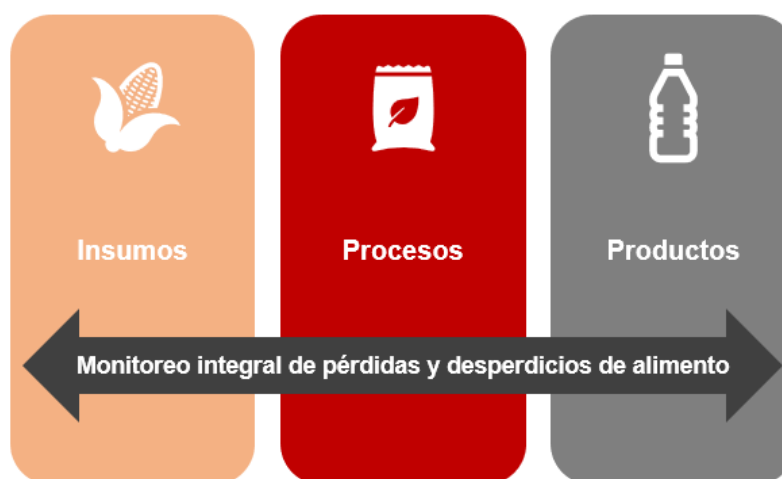 Insumos
Procesos
Productos
Monitoreo integral de pérdidas y desperdicios de alimento